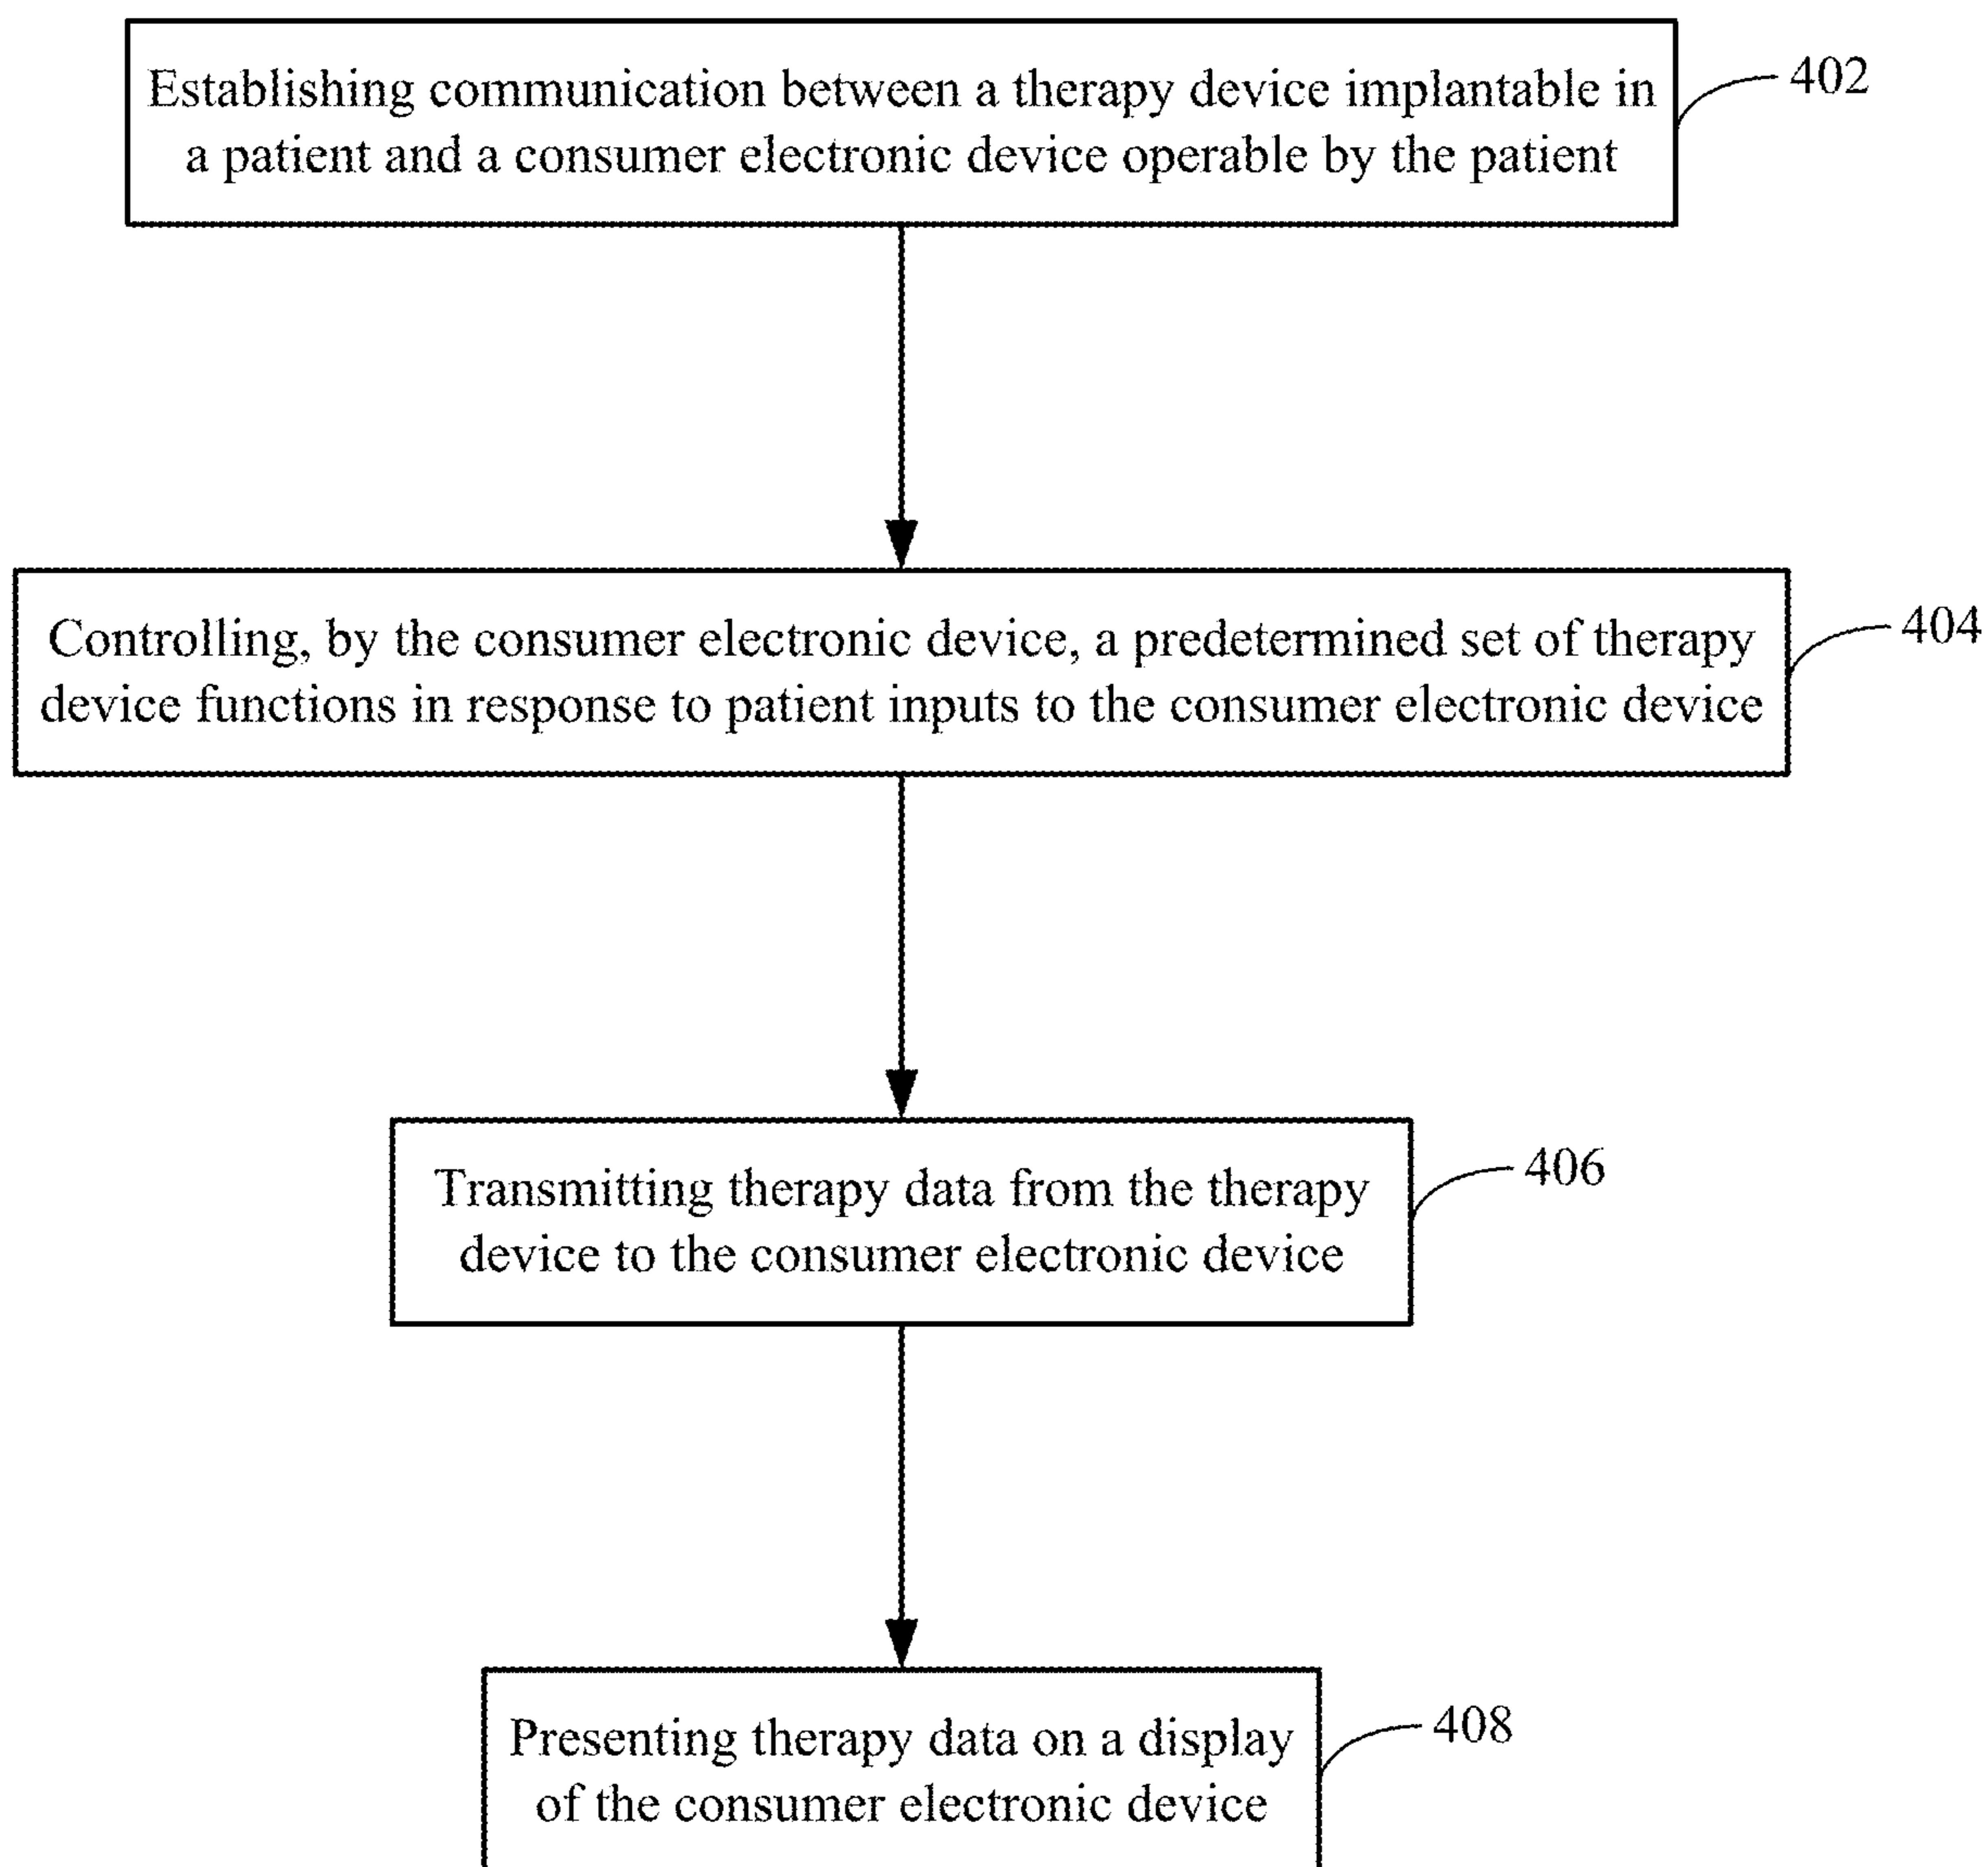 Establishing communication between a therapy device implantable in
a patient and a consumer electronic device operable by the patient
402
Controlling, by the consumer electronic device, a predetermined set of therapy
device functions in response to patient inputs to the consumer electronic device
404
Transmitting therapy data from the therapy
device to the consumer electronic device
406
Presenting therapy data on a display
of the consumer electronic device
408